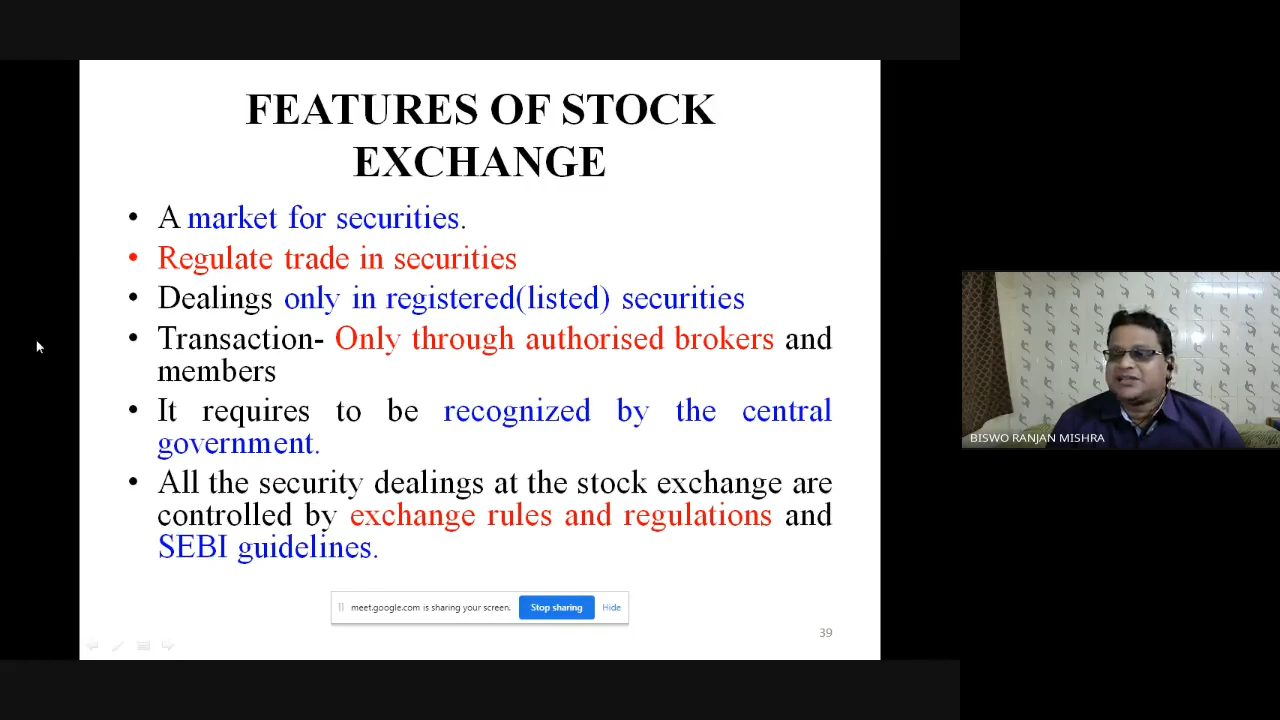 FEATURES OF STOCK
EXCHANGE
• A market for securities.
• Regulate trade in securities
• Dealings only in registered(listed) securities
• Transaction- Only through authorised brokers and
members
• It requires to be recognized by the central
government.
• All the security dealings at the stock exchange are
controlled by exchange rules and regulations and
SEBI guidelines.
meet.google.com is sharing your screen. Stop sharing Hide
39
BISWO RANJAN MISHRA